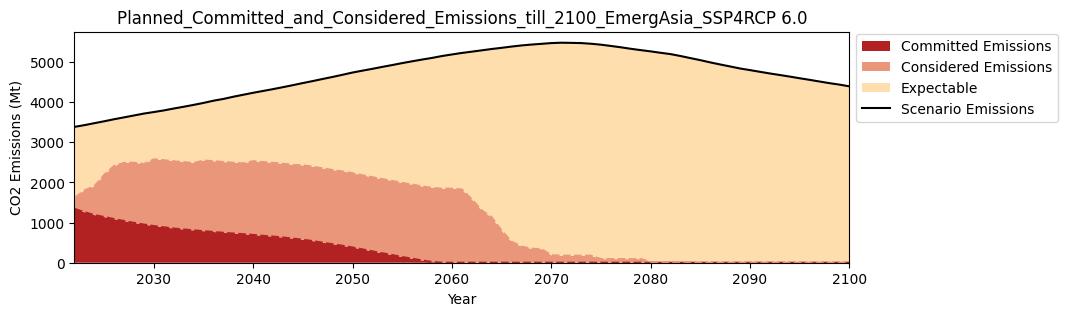 Planned_Committed_and_Considered_Emissions_till_2100_EmergAsia_SSP4RCP 6.0
Committed Emissions
Considered Emissions
Expectable
Scenario Emissions
CO2 Emissions (Mt)
5000
4000
3000
2000
1000
0
2030
2040
2050
2060
2070
2080
2090
2100
Year